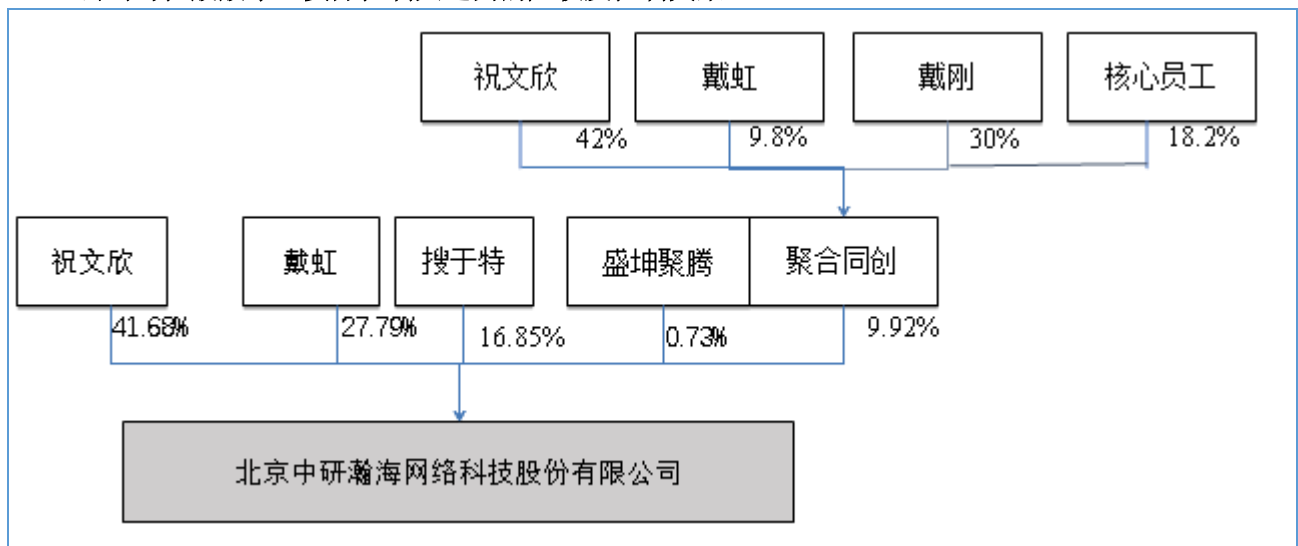 祝文欣 戴虹 戴刚 核心员工
42% 9.8% 30% 18.2%
祝文欣 戴虹 搜于特 盛坤聚腾 聚合同创
41.68% 27.79% 16.85% 0.73% 9.92%
北京中研瀚海网络科技股份有限公司